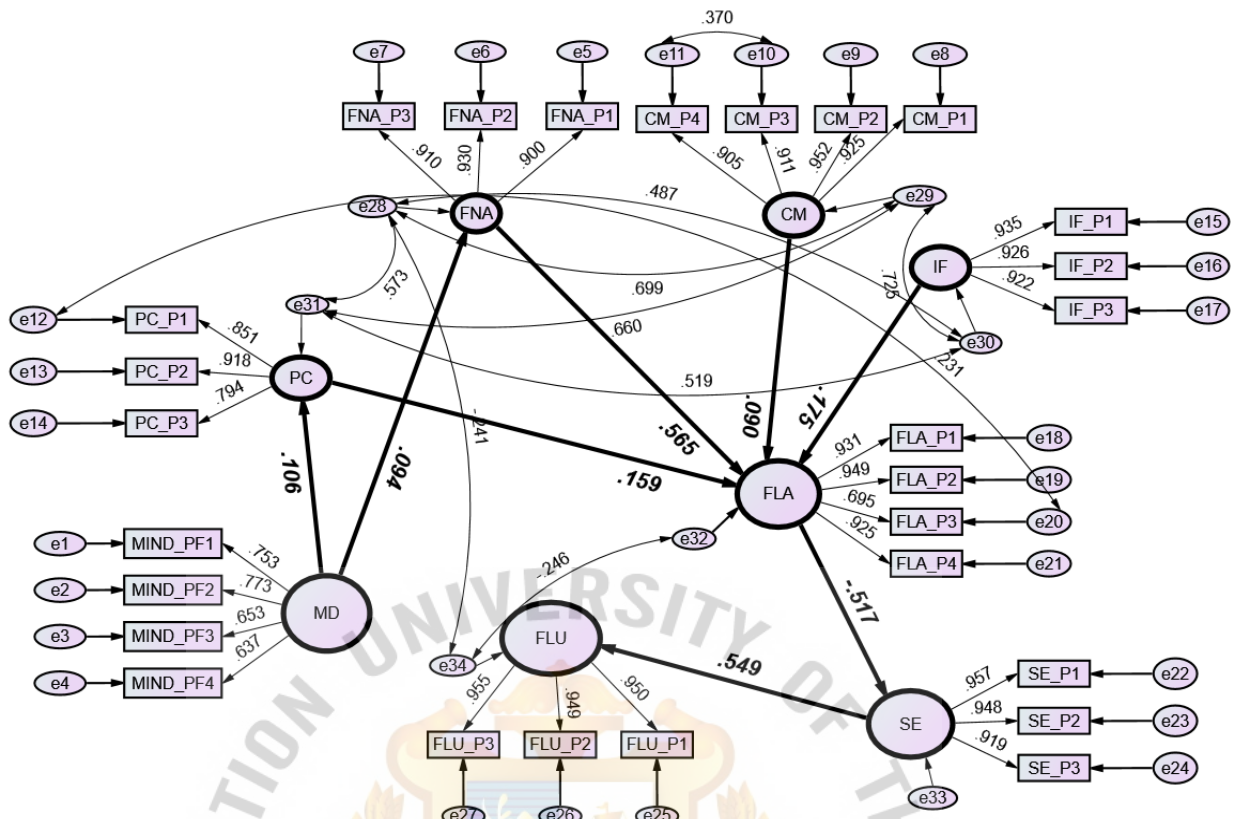 .370
e7
e6
e5
e11
e10
e9
e8
FNA_P3
FNA_P2
FNA_P1
CM_P4
CM_P3
CM_P2
CM_P1
.910
.930
.900
.905
.911
.952
.925
.487
e28
FNA
CM
e29
.935
IF_P1
e15
.926
IF_P2
e16
.922
IF_P3
e17
IF
.573
.699
.725
e31
e12
PC_P1
.851
.660
e30
.231
e13
PC_P2
.918
PC
e14
PC_P3
.794
.519
.175
.090
.565
-.241
.106
.094
.159
.931
FLA_P1
e18
.949
FLA_P2
e19
.695
FLA_P3
e20
.925
FLA_P4
e21
FLA
e32
e1
MIND_PF1
.753
e2
MIND_PF2
.773
e3
MIND_PF3
.653
e4
MIND_PF4
.637
MD
-.246
-.517
FLU
.549
e34
.955
.949
.950
FLU_P3
FLU_P2
FLU_P1
e27
e26
e25
SE
.957
SE_P1
e22
.948
SE_P2
e23
.919
SE_P3
e24
e33
TION UNIVERSITY OF